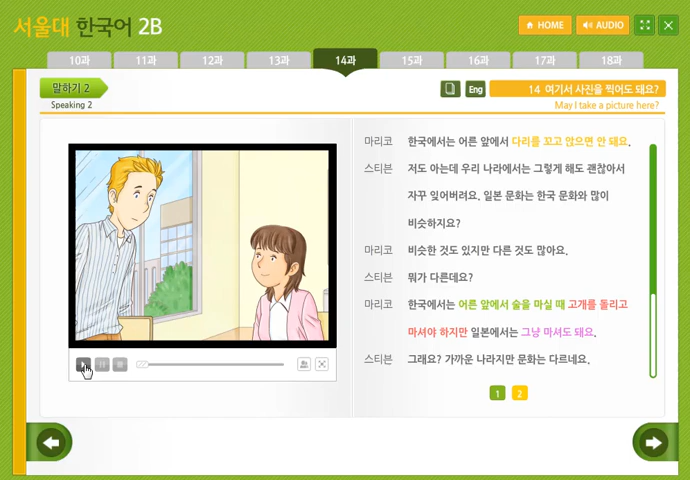 서울대 한국어 2B
HOME
AUDIO
10과
11과
12과
13과
14과
15과
16과
17과
18과
말하기 2
Speaking 2
Eng
14 여기서 사진을 찍어도 돼요?
May I take a picture here?
마리코 한국에서는 어른 앞에서 다리를 꼬고 앉으면 안 돼요.
스티븐 저도 아는데 우리 나라에서는 그렇게 해도 괜찮아서
자꾸 잊어버려요. 일본 문화는 한국 문화와 많이
비슷하지요?
마리코 비슷한 것도 있지만 다른 것도 많아요.
스티븐 뭐가 다른데요?
마리코 한국에서는 어른 앞에서 술을 마실 때 고개를 돌리고
마셔야 하지만 일본에서는 그냥 마셔도 돼요.
스티븐 그래요? 가까운 나라지만 문화는 다르네요.
1
2